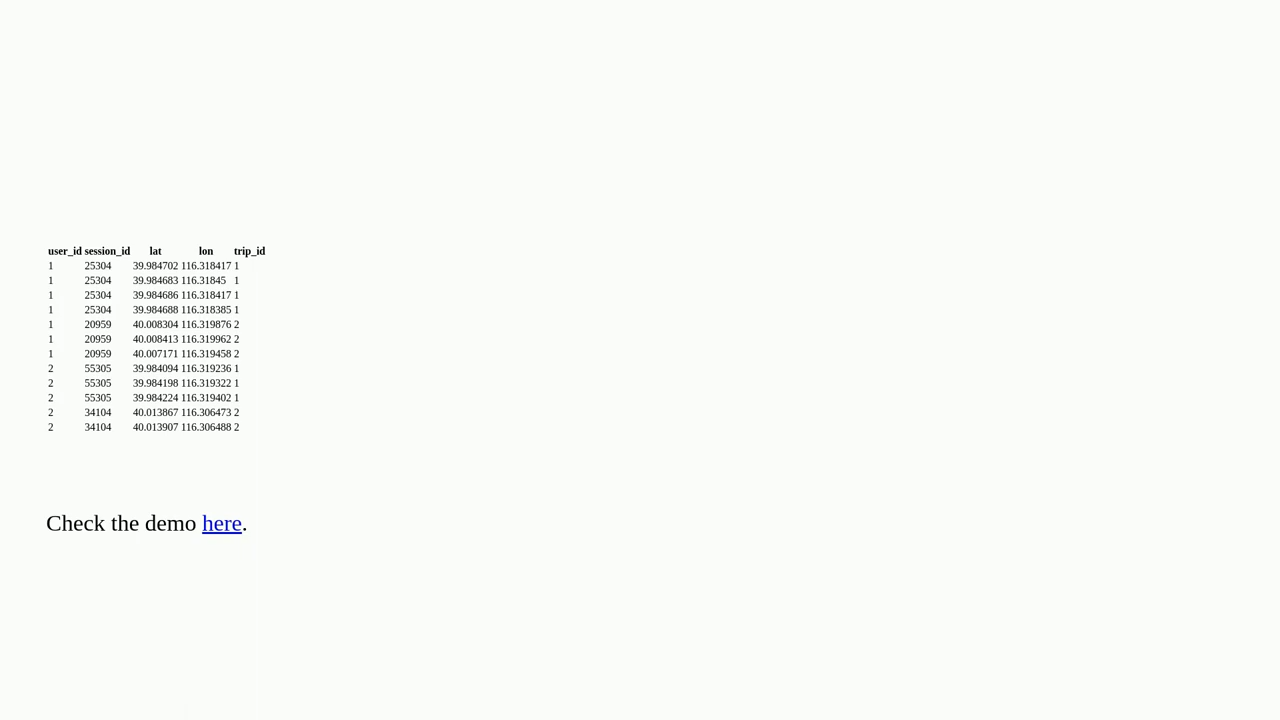 user_id session_id lat lon trip_id
1 25304 39.984702 116.318417 1
1 25304 39.984683 116.31845 1
1 25304 39.984686 116.318417 1
1 25304 39.984688 116.318385 1
1 20959 40.008304 116.319876 2
1 20959 40.008413 116.319962 2
1 20959 40.007171 116.319458 2
2 55305 39.984094 116.319236 1
2 55305 39.984198 116.319322 1
2 55305 39.984224 116.319402 1
2 34104 40.013867 116.306473 2
2 34104 40.013907 116.306488 2
Check the demo here.